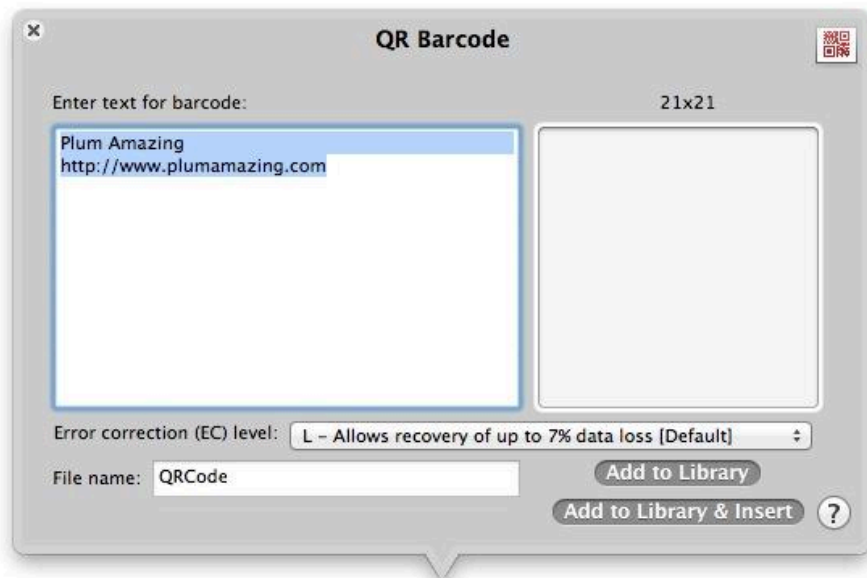 QR Barcode
Enter text for barcode:
21x21
Plum Amazing
http://www.plumamazing.com
Error correction (EC) level:
L – Allows recovery of up to 7% data loss [Default]
File name:
QRCode
Add to Library
Add to Library & Insert
?